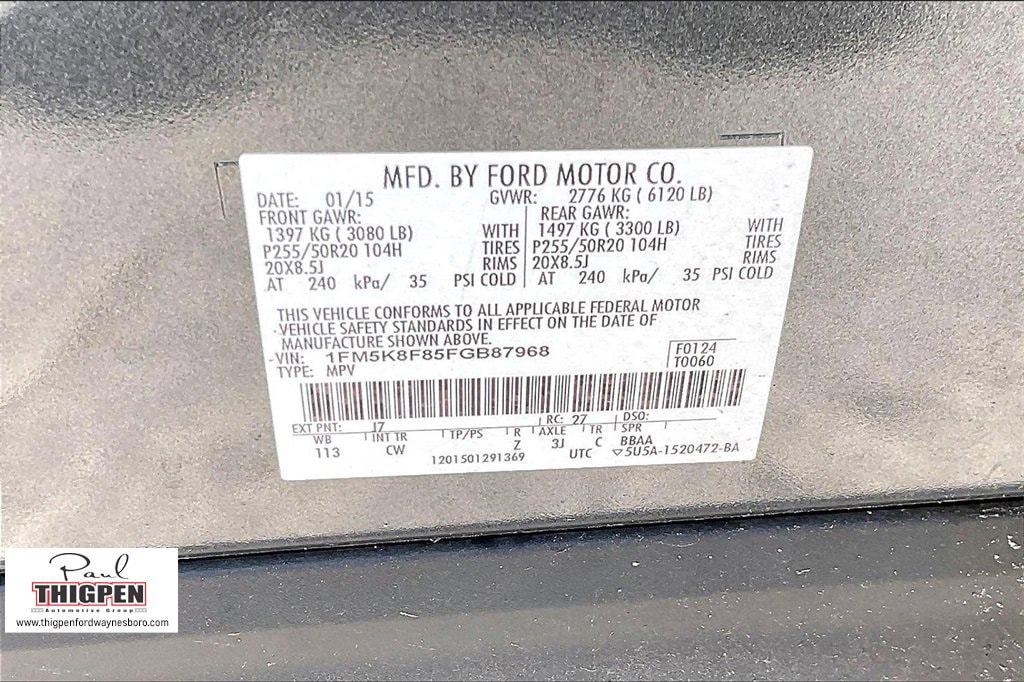 MFD. BY FORD MOTOR CO.
DATE: 01/15 GVWR: 2776 KG ( 6120 LB)
FRONT GAWR: REAR GAWR:
1397 KG ( 3080 LB) WITH 1497 KG ( 3300 LB) WITH
P255/50R20 104H TIRES P255/50R20 104H TIRES
20X8.5J RIMS 20X8.5J RIMS
AT 240 kPa/ 35 PSI COLD AT 240 kPa/ 35 PSI COLD
THIS VEHICLE CONFORMS TO ALL APPLICABLE FEDERAL MOTOR
VEHICLE SAFETY STANDARDS IN EFFECT ON THE DATE OF
MANUFACTURE SHOWN ABOVE.
VIN: 1FM5K8F85FGB87968 F0124
TYPE: MPV T0060
EXT PNT: J7 RC: 27 DSO:
WB INT TR TP/PS R AXLE TR SPR
113 CW Z 3J C BBAA
1201501291369 UTC ▽5U5A-1520472-BA
Paul
THIGPEN
Automotive Group
www.thigpenfordwaynesboro.com